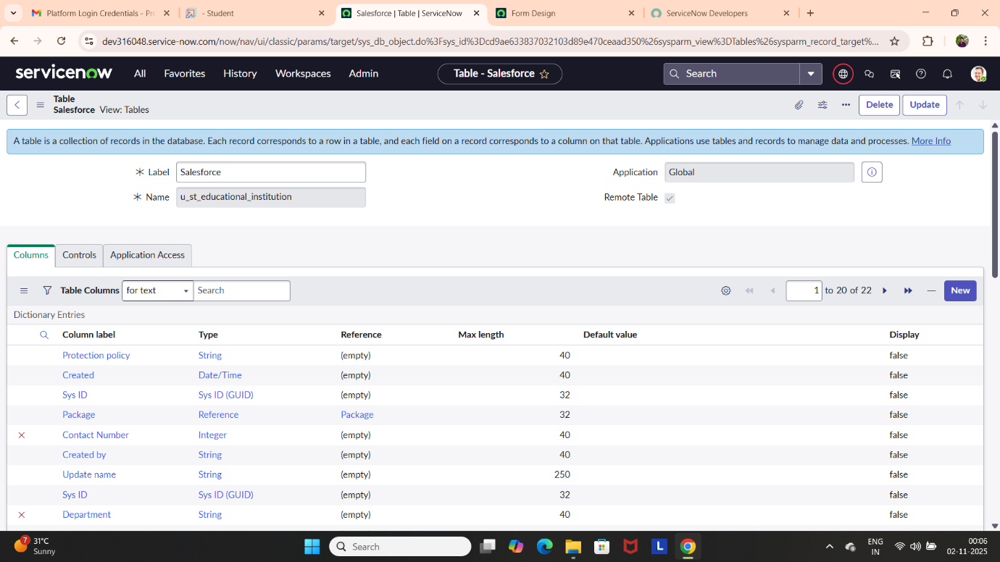 Platform Login Credentials - Pr
- Student
Salesforce | Table | ServiceNow
Form Design
ServiceNow Developers
dev316048.service-now.com/now/nav/ui/classic/params/target/sys_db_object.do%3Fsys_id%3Dcd9ae633837032103d89e470ceaad350%26sysparm_view%3DTables%26sysparm_record_target%...
servicenow
All Favorites History Workspaces Admin
Table - Salesforce
Search
Table
Salesforce View: Tables
Delete Update
A table is a collection of records in the database. Each record corresponds to a row in a table, and each field on a record corresponds to a column on that table. Applications use tables and records to manage data and processes. More Info
Label Salesforce Application Global
Name u_st_educational_institution Remote Table
Columns Controls Application Access
Table Columns for text Search 1 to 20 of 22 New
Dictionary Entries
Column label Type Reference Max length Default value Display
Protection policy String (empty) 40 false
Created Date/Time (empty) 40 false
Sys ID Sys ID (GUID) (empty) 32 false
Package Reference Package 32 false
Contact Number Integer (empty) 40 false
Created by String (empty) 40 false
Update name String (empty) 250 false
Sys ID Sys ID (GUID) (empty) 32 false
Department String (empty) 40 false
7
31°C
Sunny
Search
L
ENG
IN
00:06
02-11-2025